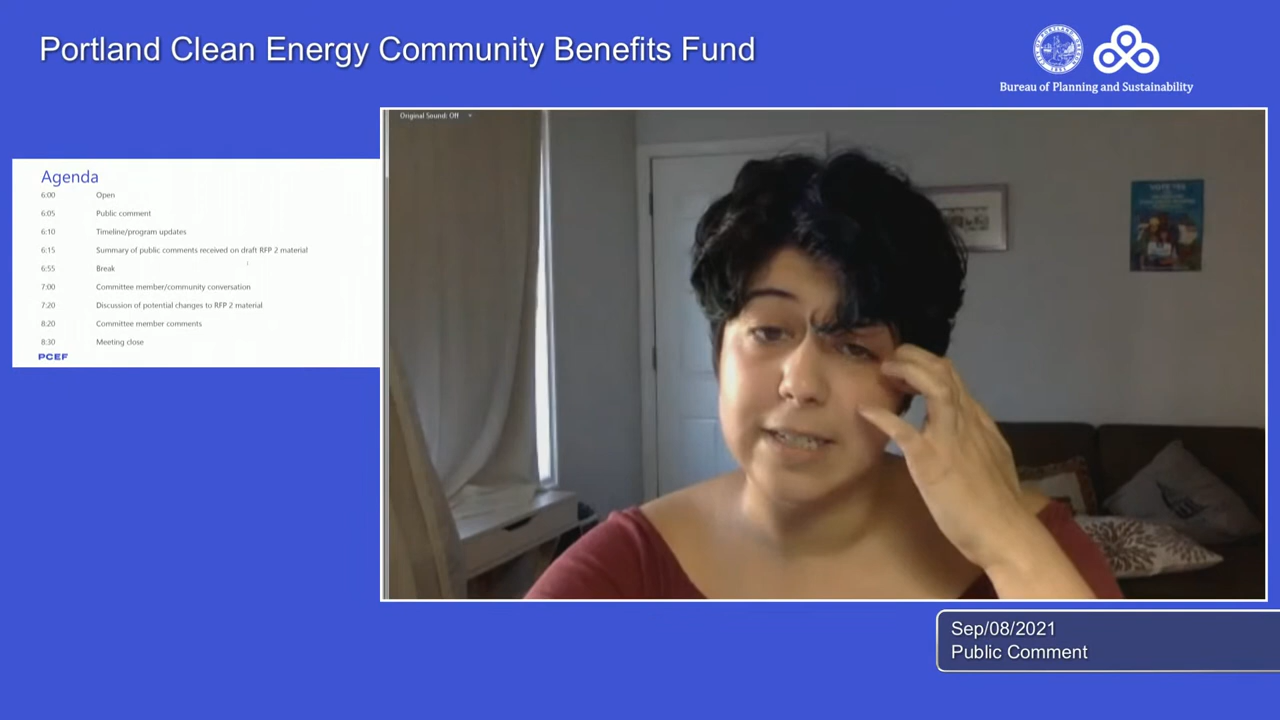 Portland Clean Energy Community Benefits Fund
Bureau of Planning and Sustainability
Original Sound: Off
Agenda
6:00 Open
6:05 Public comment
6:10 Timeline/program updates
6:15 Summary of public comments received on draft RFP 2 material
6:55 Break
7:00 Committee member/community conversation
7:20 Discussion of potential changes to RFP 2 material
8:20 Committee member comments
8:30 Meeting close
PCEF
Sep/08/2021
Public Comment